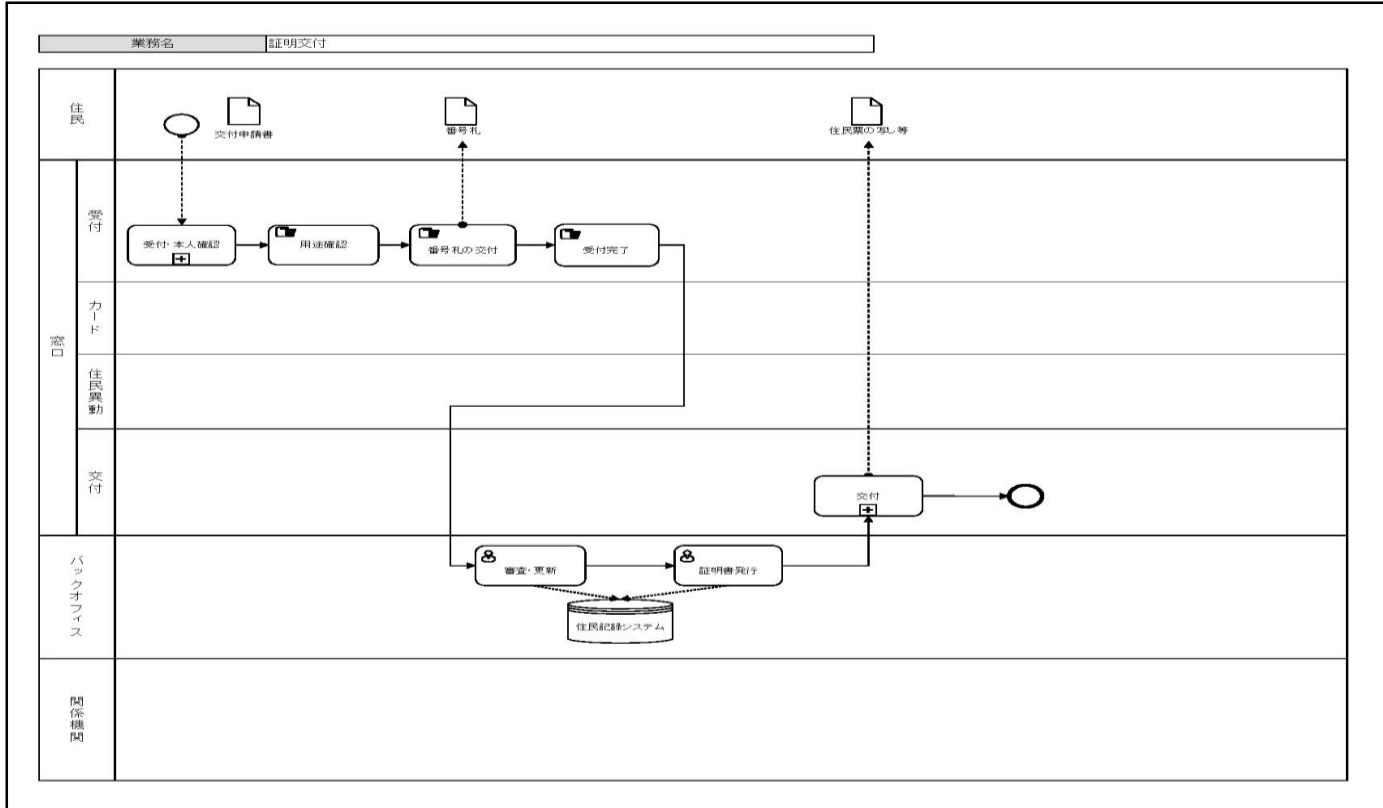 業務名
証明交付
住民
交付申請書
番号札
住民票の写し等
窓口
受付
受付・本人確認
用途確認
番号札の交付
受付完了
カード
住民異動
交付
交付
バックオフィス
審査・更新
証明書発行
住民記録システム
関係機関